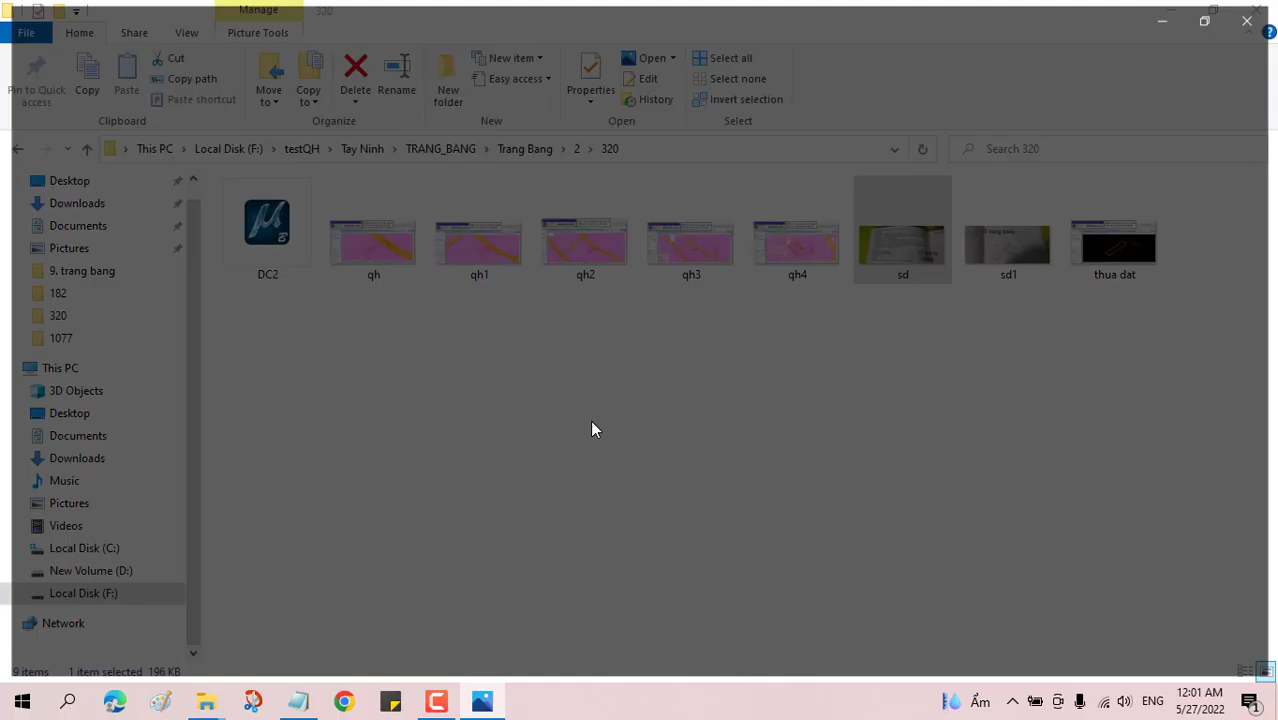 Manage
320
File
Home
Share
View
Picture Tools
Pin to Quick access
Copy
Paste
Cut
Copy path
Paste shortcut
Clipboard
Move to
Copy to
Delete
Rename
Organize
New folder
New item
Easy access
New
Properties
Open
Edit
History
Open
Select all
Select none
Invert selection
Select
This PC
Local Disk (F:)
testQH
Tay Ninh
TRANG_BANG
Trang Bang
2
320
Search 320
Desktop
Downloads
Documents
Pictures
9. trang bang
182
320
1077
This PC
3D Objects
Desktop
Documents
Downloads
Music
Pictures
Videos
Local Disk (C:)
New Volume (D:)
Local Disk (F:)
Network
DC2
qh
qh1
qh2
qh3
qh4
sd
sd1
thua dat
9 items
1 item selected
196 KB
Ẩm
ENG
12:01 AM
5/27/2022
1